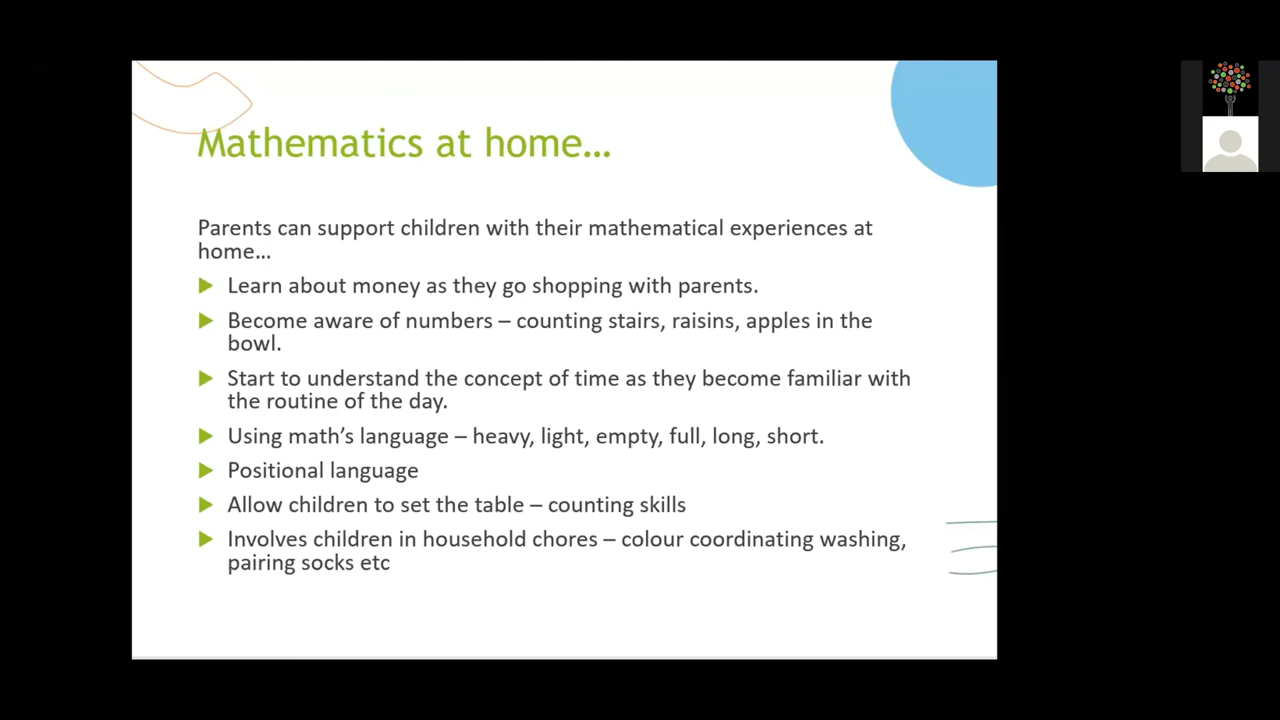 Mathematics at home…
Parents can support children with their mathematical experiences at
home…
Learn about money as they go shopping with parents.
Become aware of numbers – counting stairs, raisins, apples in the
bowl.
Start to understand the concept of time as they become familiar with
the routine of the day.
Using math’s language – heavy, light, empty, full, long, short.
Positional language
Allow children to set the table – counting skills
Involves children in household chores – colour coordinating washing,
pairing socks etc